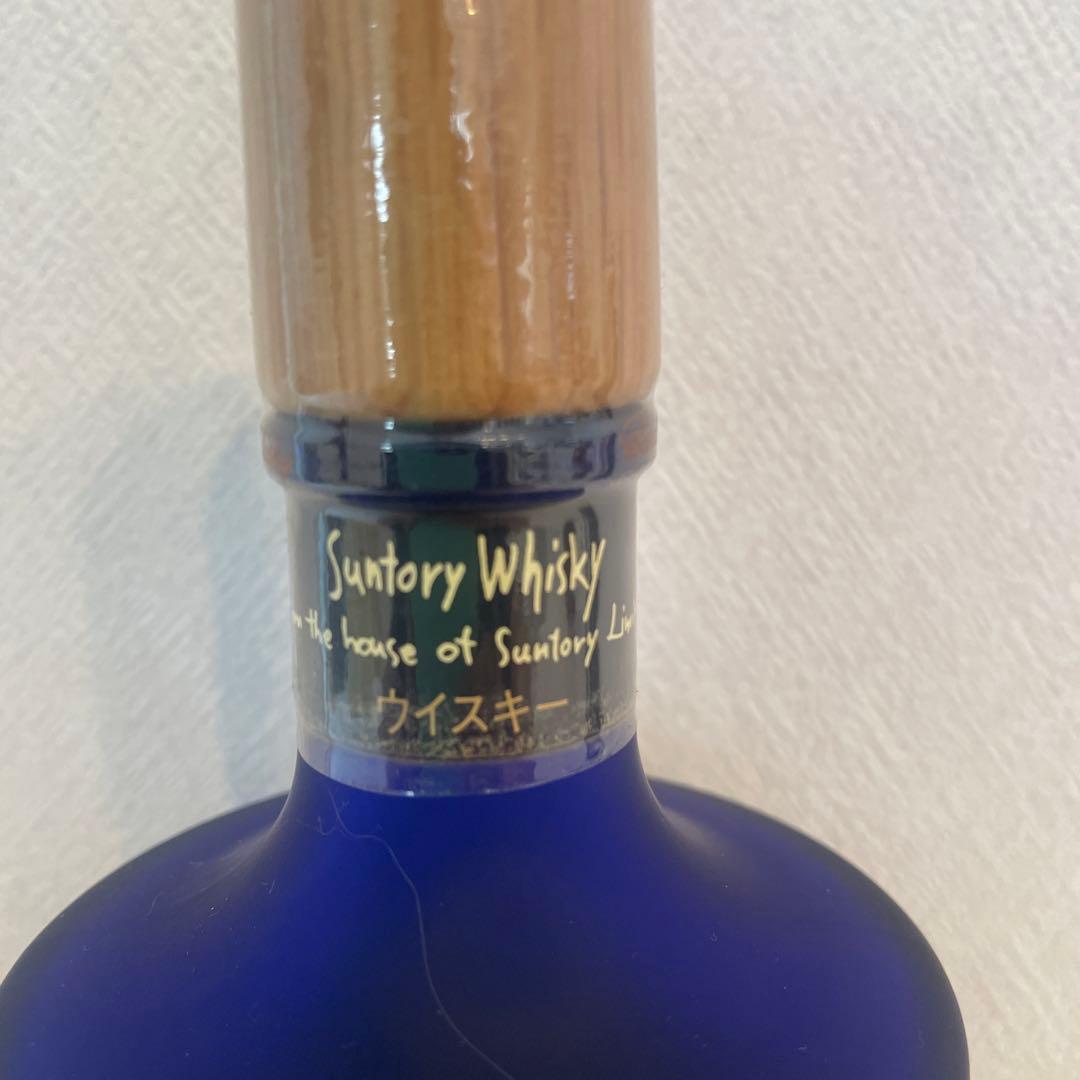 Suntory Whisky
the house of Suntory
ウイスキー